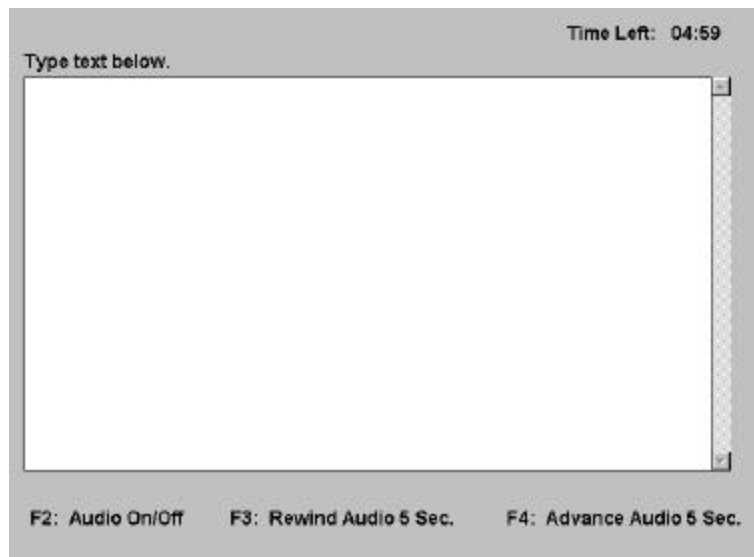 Time Left: 04:59
Type text below.
F2: Audio On/Off F3: Rewind Audio 5 Sec. F4: Advance Audio 5 Sec.